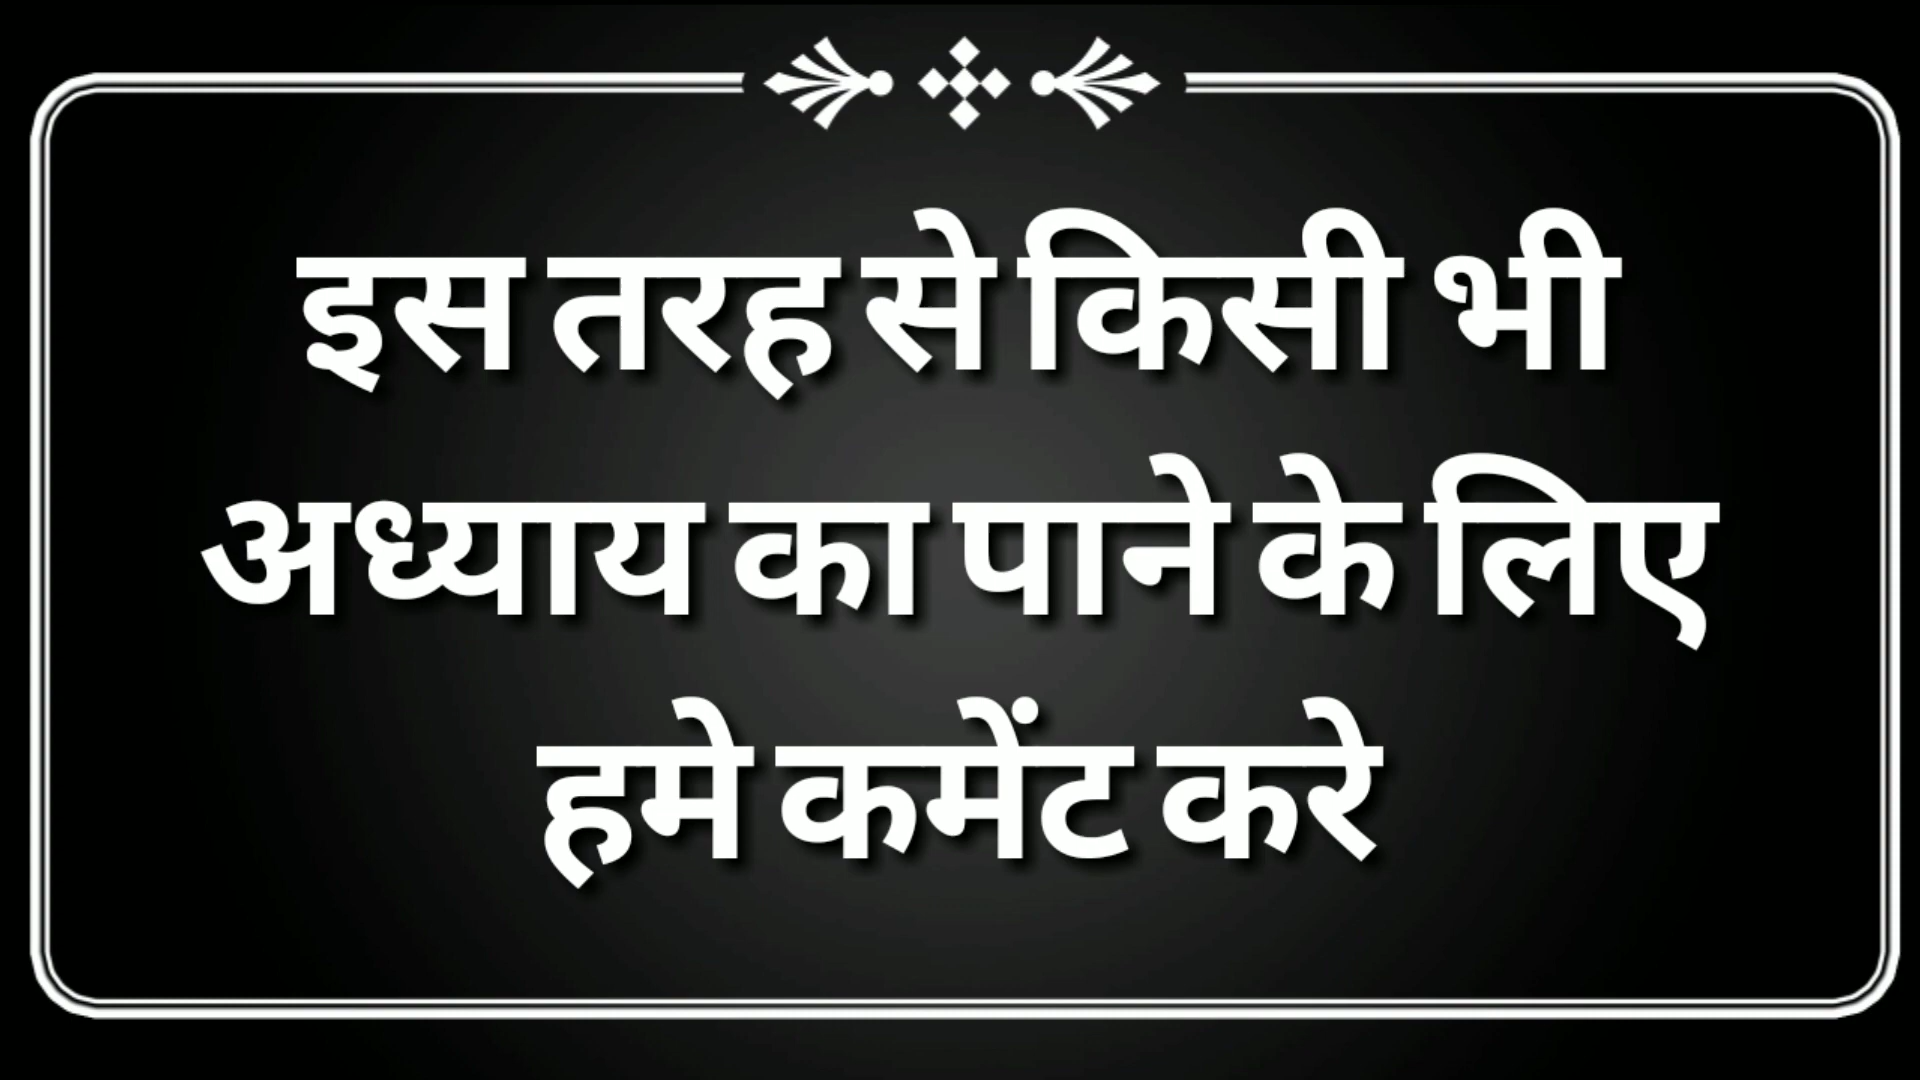 इस तरह से किसी भी
अध्याय का पाने के लिए
हमे कमेंट करे